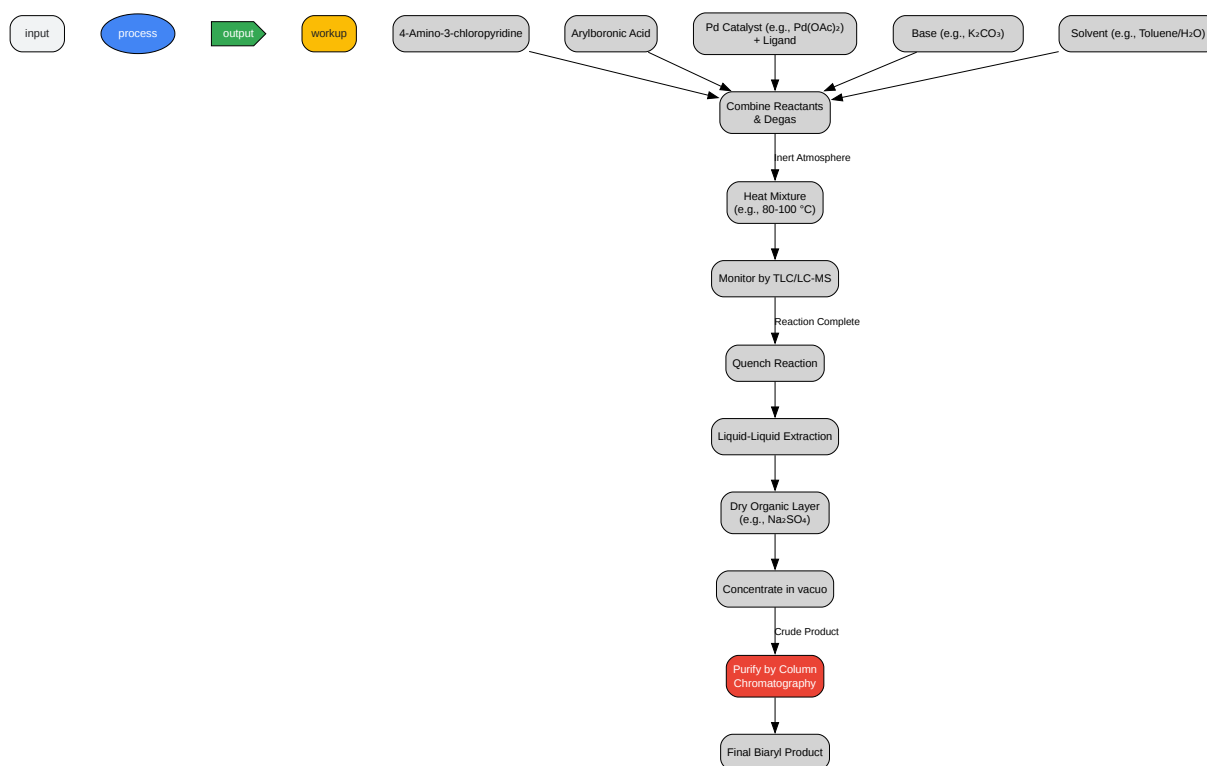 input
process
output
workup
4-Amino-3-chloropyridine
Arylboronic Acid
Pd Catalyst (e.g., Pd(OAc)₂)
+ Ligand
Base (e.g., K₂CO₃)
Solvent (e.g., Toluene/H₂O)
Combine Reactants
& Degas
Inert Atmosphere
Heat Mixture
(e.g., 80-100 °C)
Monitor by TLC/LC-MS
Reaction Complete
Quench Reaction
Liquid-Liquid Extraction
Dry Organic Layer
(e.g., Na₂SO₄)
Concentrate in vacuo
Crude Product
Purify by Column
Chromatography
Final Biaryl Product